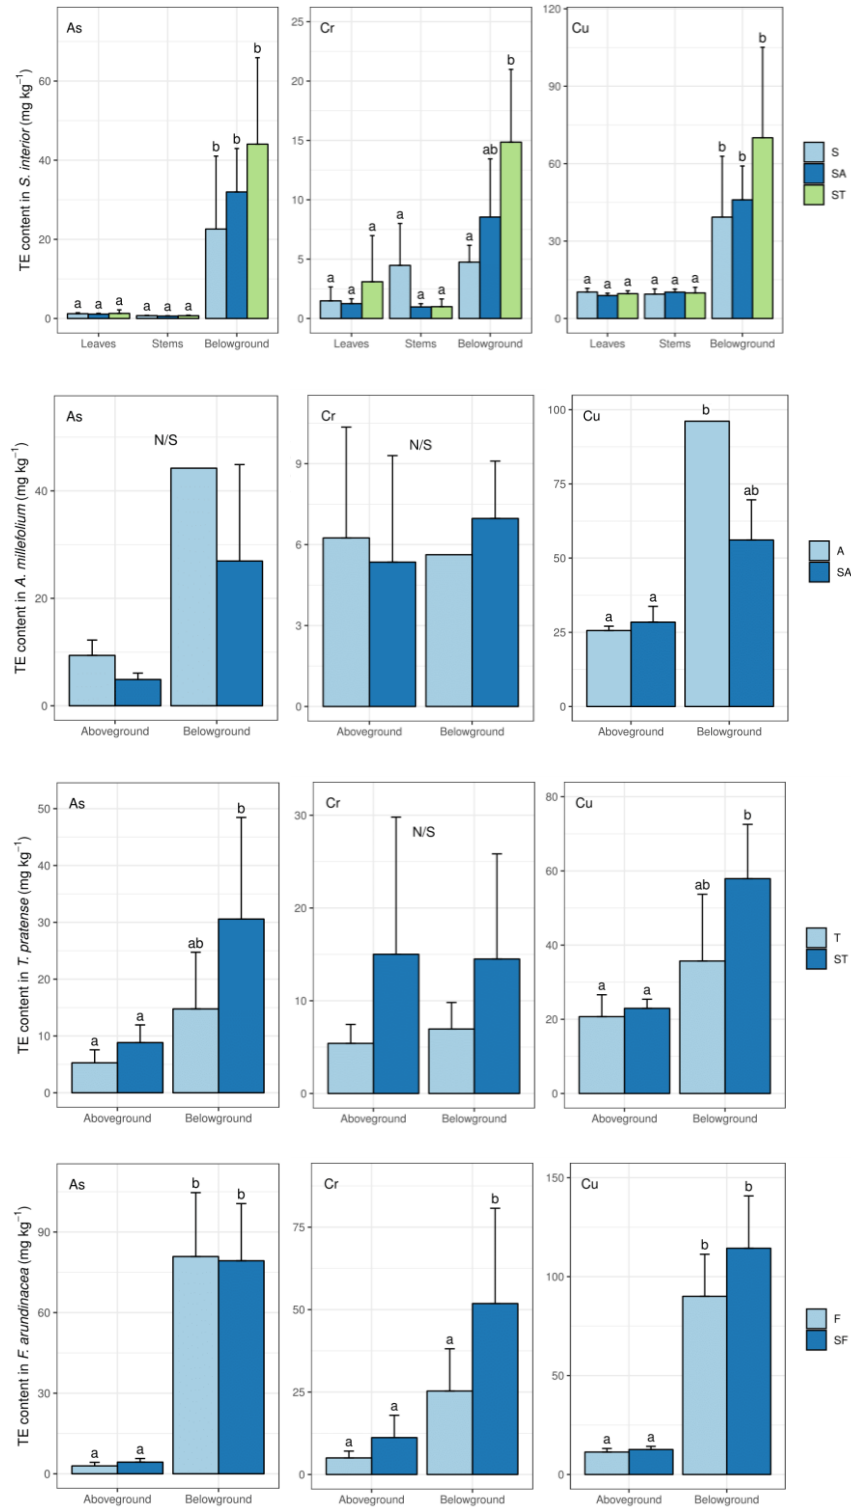 TE content in S. interior (mg kg⁻¹)
As
0
20
40
60
a a a a a a b b b
Leaves Stems Belowground
Cr
0
5
10
15
20
25
a a a a a a a ab b
Leaves Stems Belowground
Cu
0
30
60
90
120
a a a a a a b b b
Leaves Stems Belowground
S
SA
ST
TE content in A. millefolium (mg kg⁻¹)
As
N/S
0
20
40
Aboveground Belowground
Cr
N/S
0
3
6
9
Aboveground Belowground
Cu
0
25
50
75
100
a a b ab
Aboveground Belowground
A
SA
TE content in T. pratense (mg kg⁻¹)
As
0
10
20
30
40
50
a a ab b
Aboveground Belowground
Cr
N/S
0
10
20
30
Aboveground Belowground
Cu
0
20
40
60
80
a a ab b
Aboveground Belowground
T
ST
TE content in F. arundinacea (mg kg⁻¹)
As
0
30
60
90
a a b b
Aboveground Belowground
Cr
0
25
50
75
a a a b
Aboveground Belowground
Cu
0
50
100
150
a a b b
Aboveground Belowground
F
SF